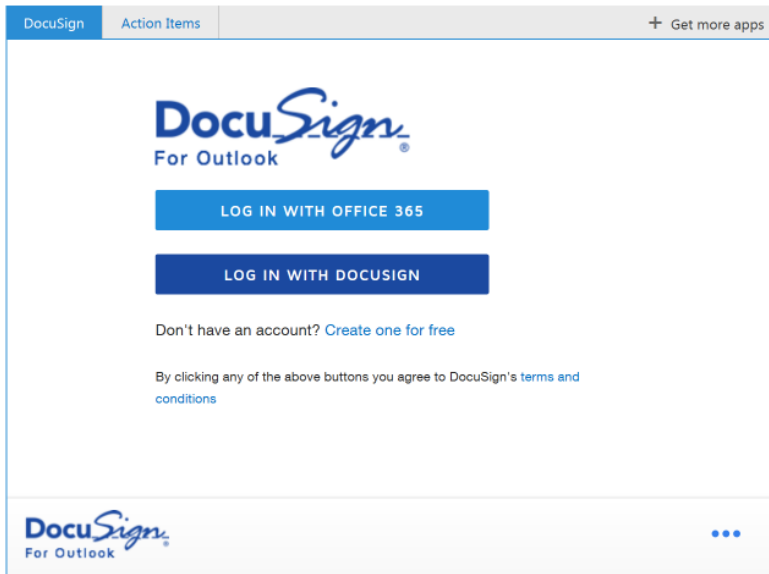 DocuSign Action Items + Get more apps
DocuSign®
For Outlook
LOG IN WITH OFFICE 365
LOG IN WITH DOCUSIGN
Don't have an account? Create one for free
By clicking any of the above buttons you agree to DocuSign's terms and
conditions
DocuSign
For Outlook